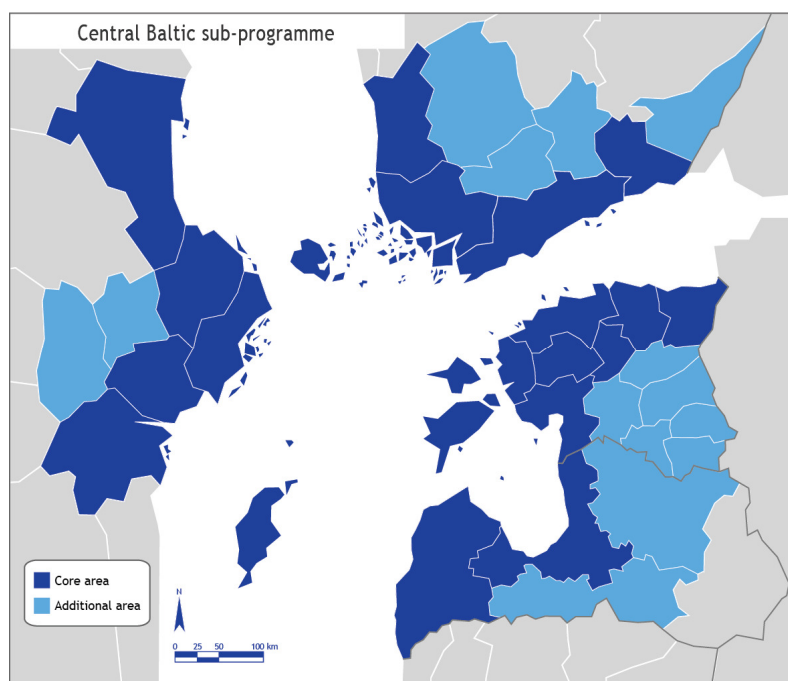 Central Baltic sub-programme
Core area
Additional area
N
0 25 50 100 km